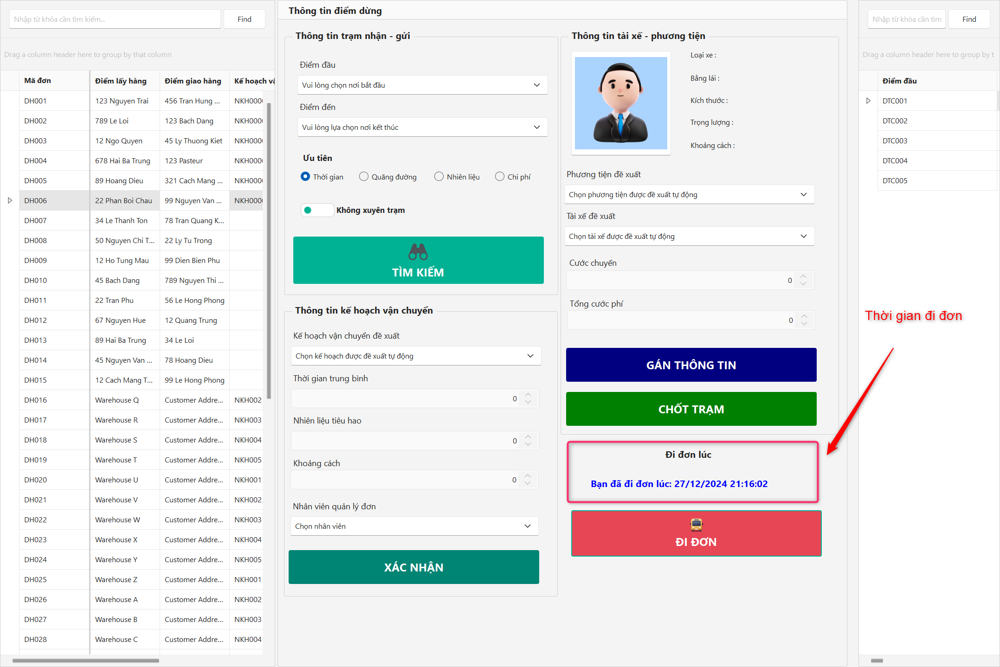 Nhập từ khóa cần tìm kiếm...
Find
Drag a column header here to group by that column
Mã đơn Điểm lấy hàng Điểm giao hàng Kế hoạch vậ
DH001 123 Nguyen Trai 456 Tran Hung ... NKH000
DH002 789 Le Loi 123 Bach Dang NKH000
DH003 12 Ngo Quyen 45 Ly Thuong Kiet NKH000
DH004 678 Hai Ba Trung 123 Pasteur NKH000
DH005 89 Hoang Dieu 321 Cach Mang ... NKH000
DH006 22 Phan Boi Chau 99 Nguyen Van ... NKH000
DH007 34 Le Thanh Ton 78 Tran Quang K...
DH008 50 Nguyen Chi T... 22 Ly Tu Trong
DH009 12 Ho Tung Mau 99 Dien Bien Phu
DH010 45 Bach Dang 789 Nguyen Thi ...
DH011 22 Tran Phu 56 Le Hong Phong
DH012 67 Nguyen Hue 12 Quang Trung
DH013 89 Hai Ba Trung 34 Le Loi
DH014 45 Nguyen Van ... 78 Hoang Dieu
DH015 12 Cach Mang T... 99 Le Hong Phong
DH016 Warehouse Q Customer Addre... NKH002
DH017 Warehouse R Customer Addre... NKH003
DH018 Warehouse S Customer Addre... NKH004
DH019 Warehouse T Customer Addre... NKH005
DH020 Warehouse U Customer Addre... NKH001
DH021 Warehouse V Customer Addre... NKH002
DH022 Warehouse W Customer Addre... NKH003
DH023 Warehouse X Customer Addre... NKH004
DH024 Warehouse Y Customer Addre... NKH005
DH025 Warehouse Z Customer Addre... NKH001
DH026 Warehouse A Customer Addre... NKH002
DH027 Warehouse B Customer Addre... NKH003
DH028 Warehouse C Customer Addre... NKH004
Thông tin điểm dừng
Thông tin trạm nhận - gửi
Điểm đầu
Vui lòng chọn nơi bắt đầu
Điểm đến
Vui lòng lựa chọn nơi kết thúc
Ưu tiên
Thời gian Quãng đường Nhiên liệu Chi phí
Không xuyên trạm
TÌM KIẾM
Thông tin kế hoạch vận chuyển
Kế hoạch vận chuyển đề xuất
Chọn kế hoạch được đề xuất tự động
Thời gian trung bình
0
Nhiên liệu tiêu hao
0
Khoảng cách
0
Nhân viên quản lý đơn
Chọn nhân viên
XÁC NHẬN
Thông tin tài xế - phương tiện
Loại xe :
Bằng lái :
Kích thước :
Trọng lượng :
Khoảng cách :
Phương tiện đề xuất
Chọn phương tiện được đề xuất tự động
Tài xế đề xuất
Chọn tài xế được đề xuất tự động
Cước chuyến
0
Tổng cước phí
0
GÁN THÔNG TIN
CHỐT TRẠM
Đi đơn lúc
Bạn đã đi đơn lúc: 27/12/2024 21:16:02
ĐI ĐƠN
Nhập từ khóa cần tìm
Find
Drag a column header here to group by t
Điểm đầu
DTC001
DTC002
DTC003
DTC004
DTC005
Thời gian đi đơn